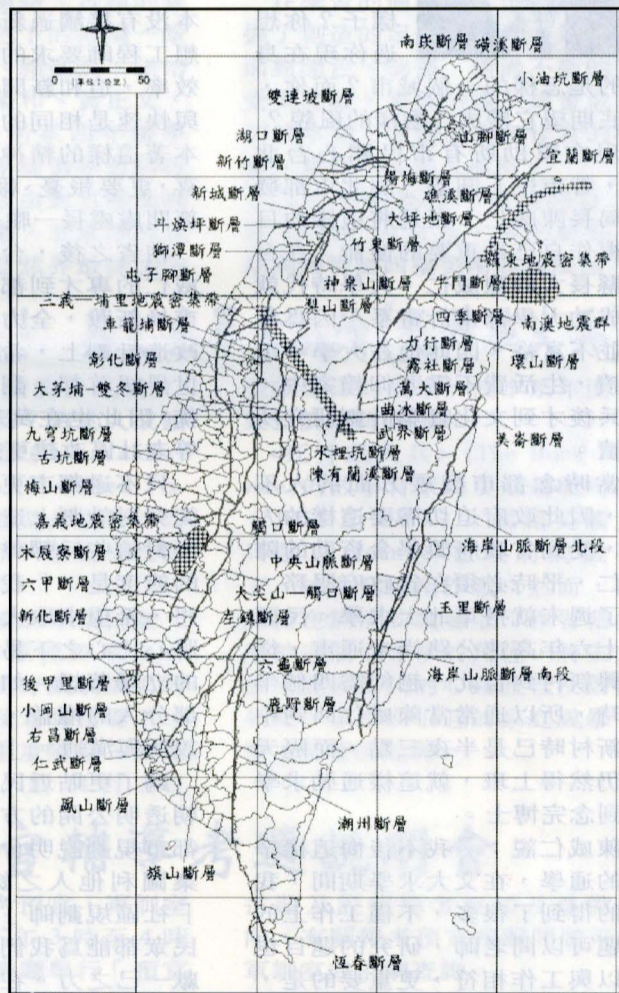 0 （單位：公里） 50
南崁斷層
磺溪斷層
小油坑斷層
雙連坡斷層
湖口斷層
山腳斷層
宜蘭斷層
新竹斷層
楊梅斷層
新城斷層
礁溪斷層
斗煥坪斷層
大坪地斷層
獅潭斷層
竹東斷層
羅東地震密集帶
屯子腳斷層
神棗山斷層
牛鬥斷層
三義—埔里地震密集帶
梨山斷層
四季斷層
南澳地震群
車籠埔斷層
力行斷層
彰化斷層
霧社斷層
環山斷層
大茅埔—雙冬斷層
萬大斷層
曲冰斷層
九芎坑斷層
武界斷層
美崙斷層
古坑斷層
水裡坑斷層
陳有蘭溪斷層
梅山斷層
嘉義地震密集帶
觸口斷層
海岸山脈斷層北段
木屐寮斷層
中央山脈斷層
六甲斷層
大尖山—觸口斷層
玉里斷層
新化斷層
左鎮斷層
六龜斷層
後甲里斷層
海岸山脈斷層南段
小岡山斷層
鹿野斷層
右昌斷層
仁武斷層
鳳山斷層
潮州斷層
旗山斷層
恆春斷層